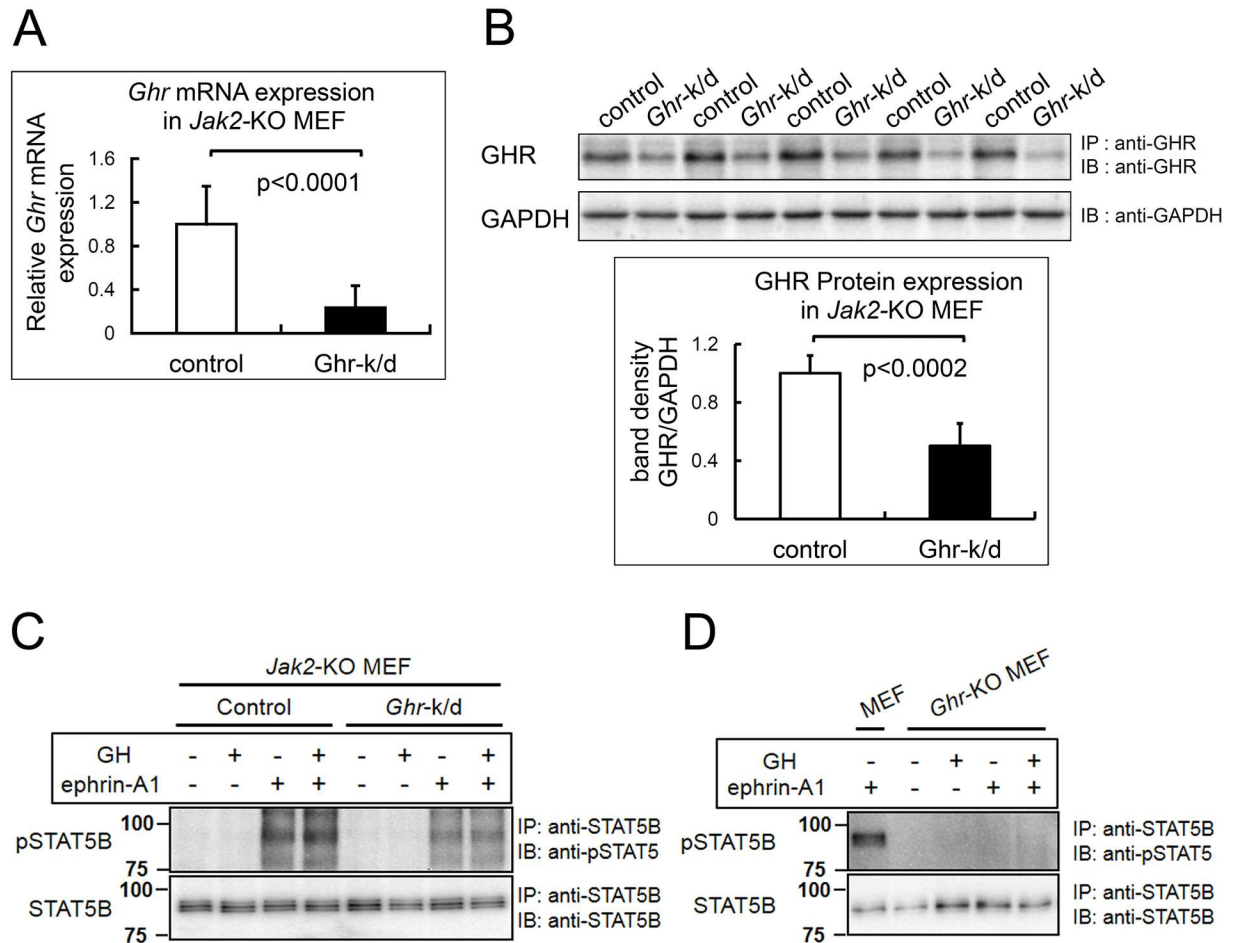 A
Ghr mRNA expression
in Jak2-KO MEF
Relative Ghr mRNA
expression
1.6
1.2
0.8
0.4
0
p<0.0001
control
Ghr-k/d
B
control Ghr-k/d control Ghr-k/d control Ghr-k/d control Ghr-k/d control Ghr-k/d
GHR
IP : anti-GHR
IB : anti-GHR
GAPDH
IB : anti-GAPDH
GHR Protein expression
in Jak2-KO MEF
band density
GHR/GAPDH
1.2
0.8
0.4
0
p<0.0002
control
Ghr-k/d
C
Jak2-KO MEF
Control Ghr-k/d
GH - + - + - + - +
ephrin-A1 - - + + - - + +
pSTAT5B
100
75
IP: anti-STAT5B
IB: anti-pSTAT5
STAT5B
100
75
IP: anti-STAT5B
IB: anti-STAT5B
D
MEF Ghr-KO MEF
GH - - + - +
ephrin-A1 + - - + +
pSTAT5B
100
75
IP: anti-STAT5B
IB: anti-pSTAT5
STAT5B
100
75
IP: anti-STAT5B
IB: anti-STAT5B